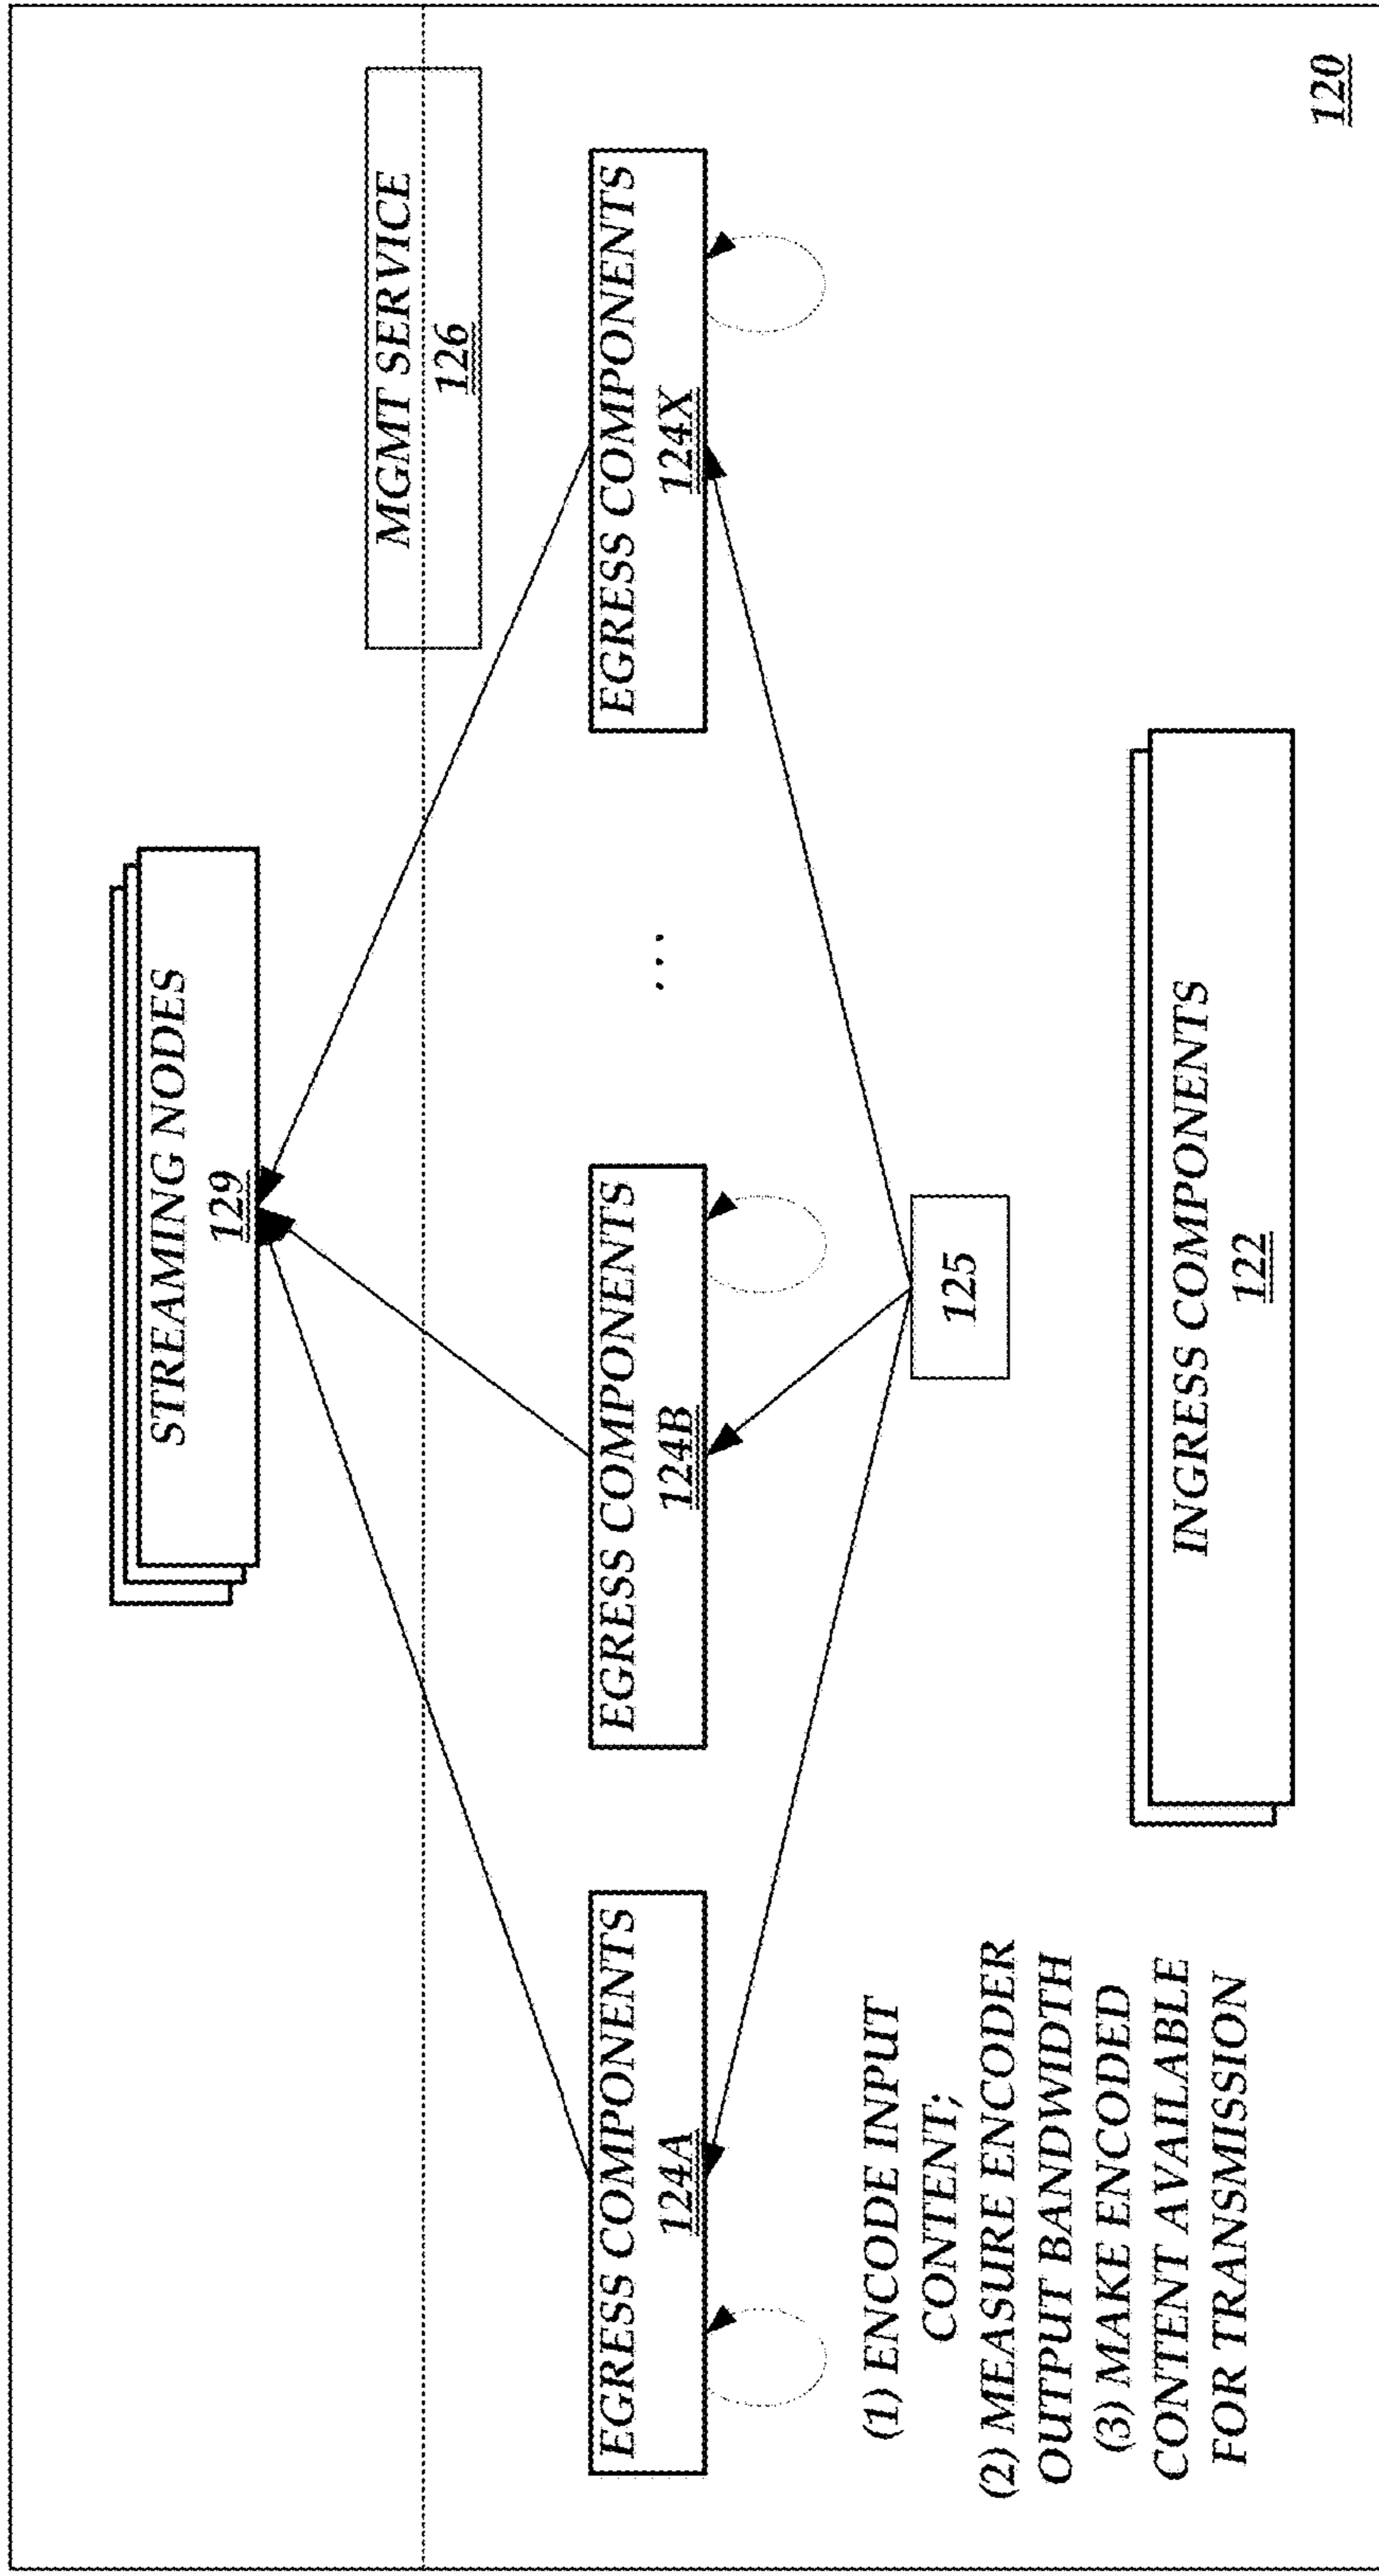 STREAMING NODES
129
MGMT SERVICE
126
EGRESS COMPONENTS
124A
EGRESS COMPONENTS
124B
...
EGRESS COMPONENTS
124X
125
(1) ENCODE INPUT
CONTENT;
(2) MEASURE ENCODER
OUTPUT BANDWIDTH
(3) MAKE ENCODED
CONTENT AVAILABLE
FOR TRANSMISSION
INGRESS COMPONENTS
122
120